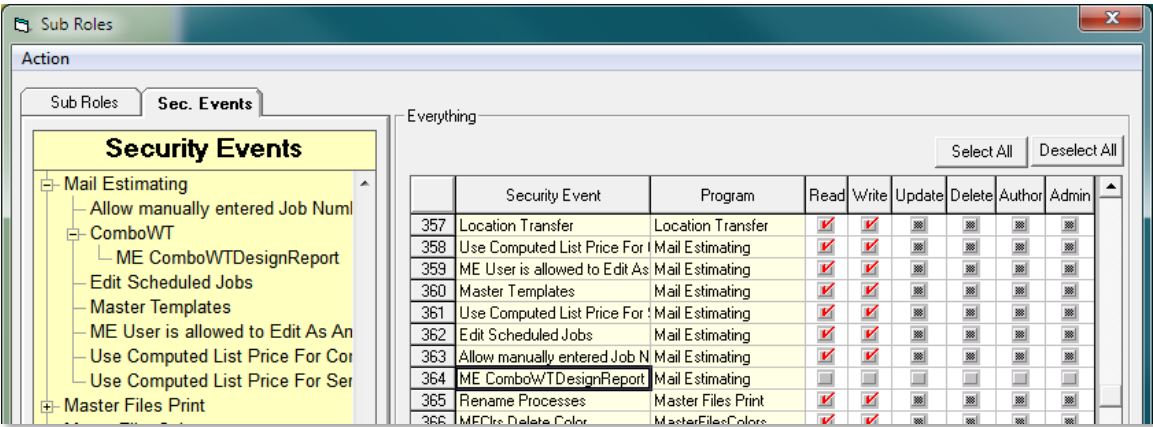 Sub Roles
Action
Sub Roles Sec. Events
Everything
Select All Deselect All
Security Events
Mail Estimating
Allow manually entered Job Numl
ComboWT
ME ComboWTDesignReport
Edit Scheduled Jobs
Master Templates
ME User is allowed to Edit As An
Use Computed List Price For Cor
Use Computed List Price For Ser
Master Files Print
Security Event Program Read Write Update Delete Author Admin
357 Location Transfer Location Transfer
358 Use Computed List Price For ( Mail Estimating
359 ME User is allowed to Edit As Mail Estimating
360 Master Templates Mail Estimating
361 Use Computed List Price For Mail Estimating
362 Edit Scheduled Jobs Mail Estimating
363 Allow manually entered Job N Mail Estimating
364 ME ComboWTDesignReport Mail Estimating
365 Rename Processes Master Files Print
366 MFClrs Delete Color MasterFilesColors